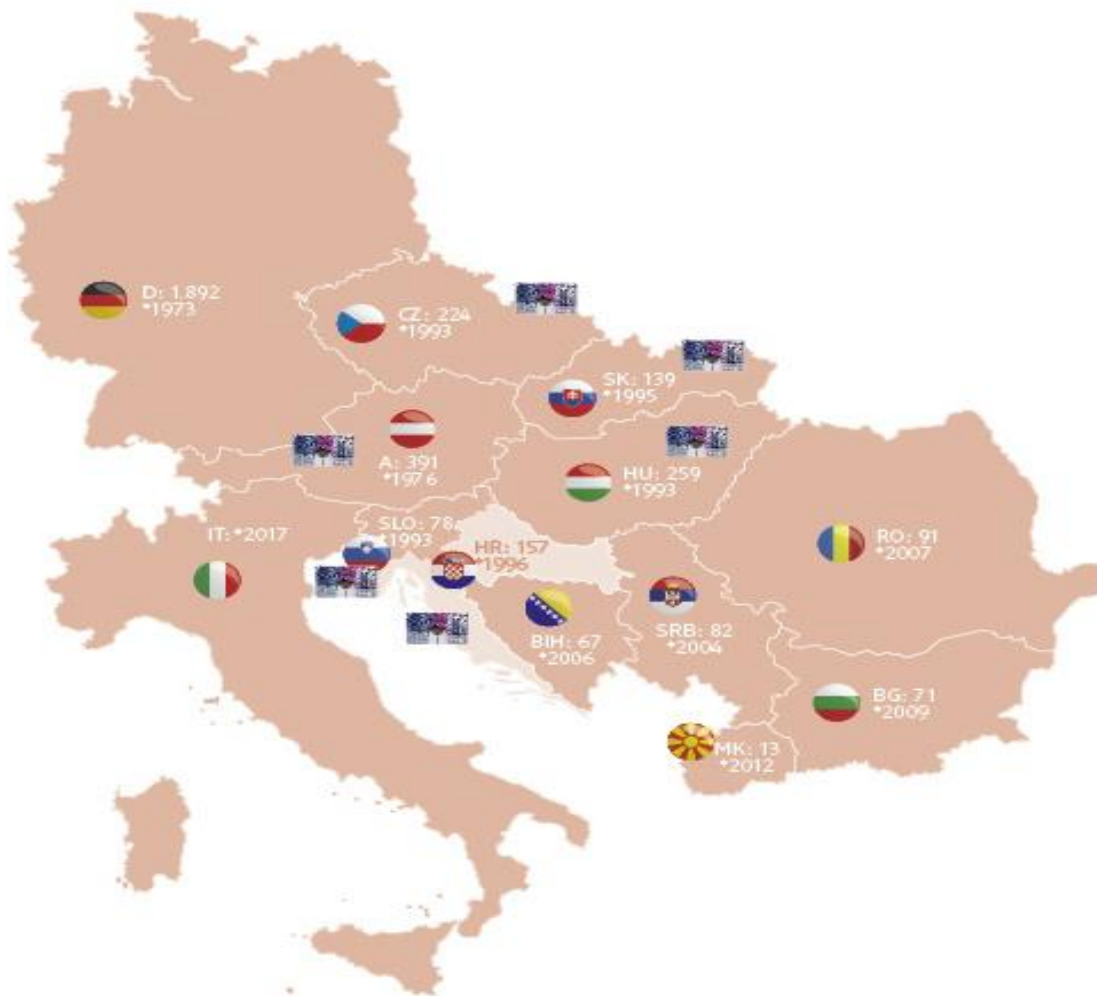 D: 1.892
*1973
CZ: 224
*1993
SK: 139
*1995
A: 391
*1976
HU: 259
*1993
IT: *2017
SLO: 78
*1993
HR: 157
*1996
RO: 91
*2007
BIH: 67
*2006
SRB: 82
*2004
BG: 71
*2009
MK: 13
*2012